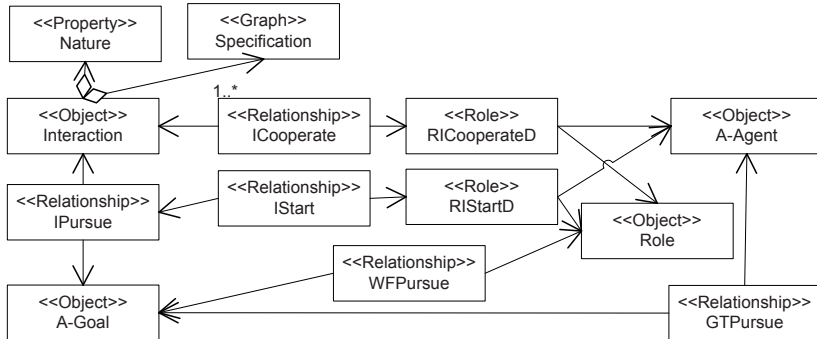 <<Property>>
Nature
<<Graph>>
Specification
1..*
<<Object>>
Interaction
<<Relationship>>
ICooperate
<<Role>>
RICooperateD
<<Object>>
A-Agent
<<Relationship>>
IPursue
<<Relationship>>
IStart
<<Role>>
RIStartD
<<Object>>
Role
<<Relationship>>
WFPursue
<<Object>>
A-Goal
<<Relationship>>
GTPursue